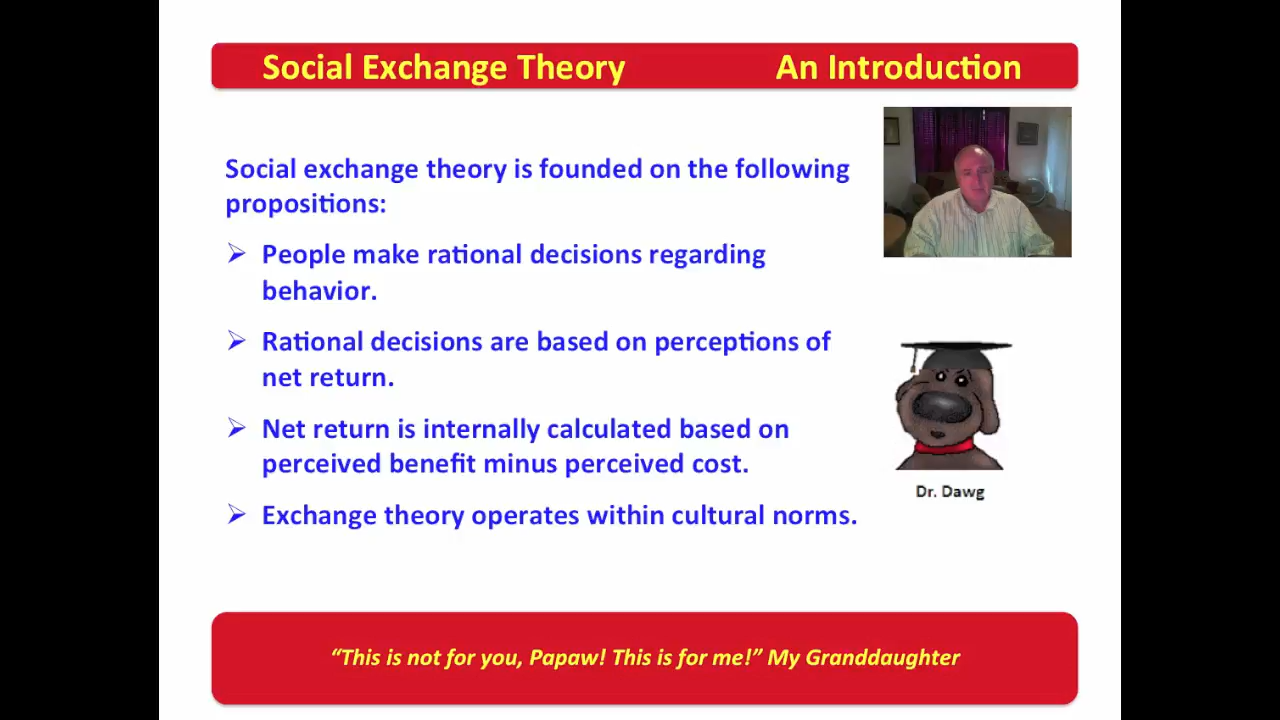 Social Exchange Theory An Introduction
Social exchange theory is founded on the following
propositions:
➢ People make rational decisions regarding
behavior.
➢ Rational decisions are based on perceptions of
net return.
➢ Net return is internally calculated based on
perceived benefit minus perceived cost.
➢ Exchange theory operates within cultural norms.
Dr. Dawg
“This is not for you, Papaw! This is for me!” My Granddaughter